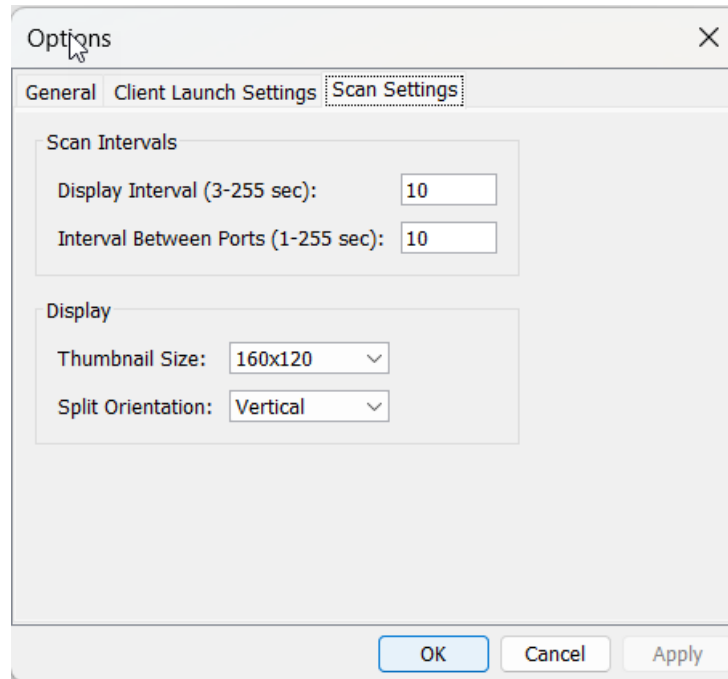 Options
General Client Launch Settings Scan Settings
Scan Intervals
Display Interval (3-255 sec): 10
Interval Between Ports (1-255 sec): 10
Display
Thumbnail Size: 160x120
Split Orientation: Vertical
OK Cancel Apply